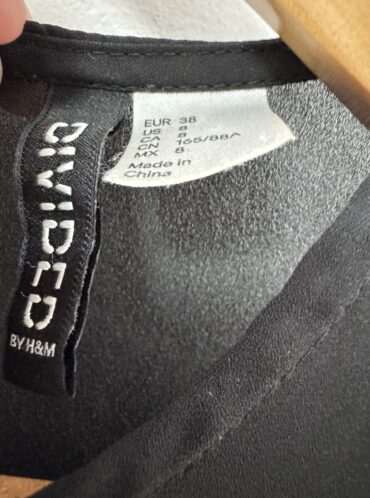 DIVIDED
BY H&M
EUR 38
US 8
CA 8
CN 165/88A
MX 8
Made in
China